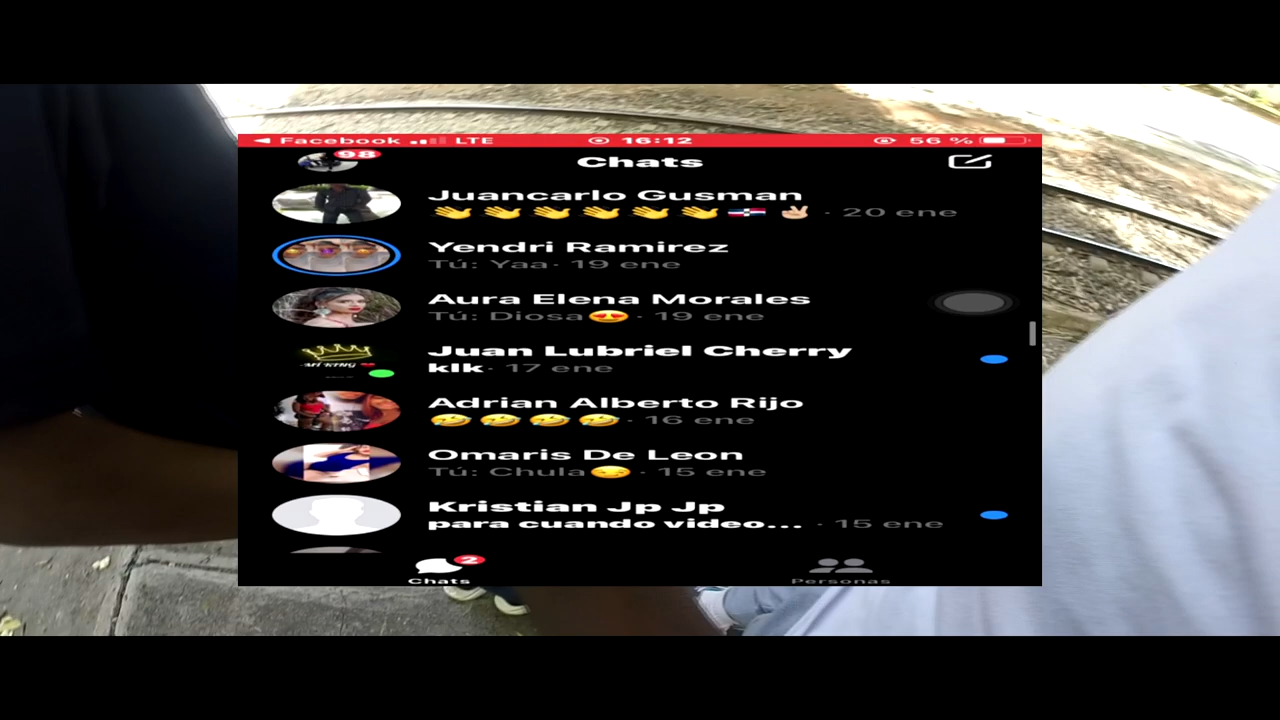 Facebook LTE 16:12 56 %
98 Chats
Juancarlo Gusman
👋 👋 👋 👋 👋 👋 🇩🇴 ✌🏻 · 20 ene
Yendri Ramirez
Tú: Yaa · 19 ene
Aura Elena Morales
Tú: Diosa😍 · 19 ene
Juan Lubriel Cherry
klk · 17 ene
Adrian Alberto Rijo
🤣 🤣 🤣 🤣 · 16 ene
Omaris De Leon
Tú: Chula😏 · 15 ene
Kristian Jp Jp
para cuando video... · 15 ene
2
Chats Personas